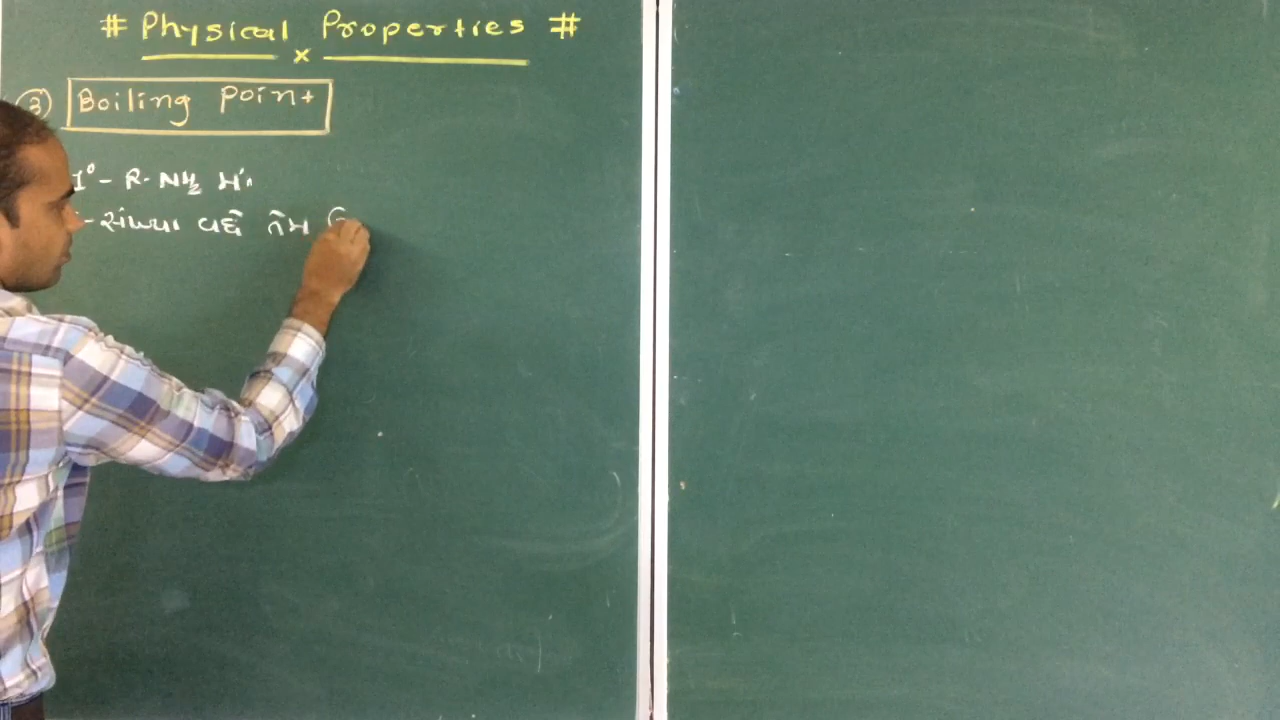 # Physical Properties #
x
③ Boiling Point
1° - R-NH₂ માં
-સંખ્યા વધે તેમ